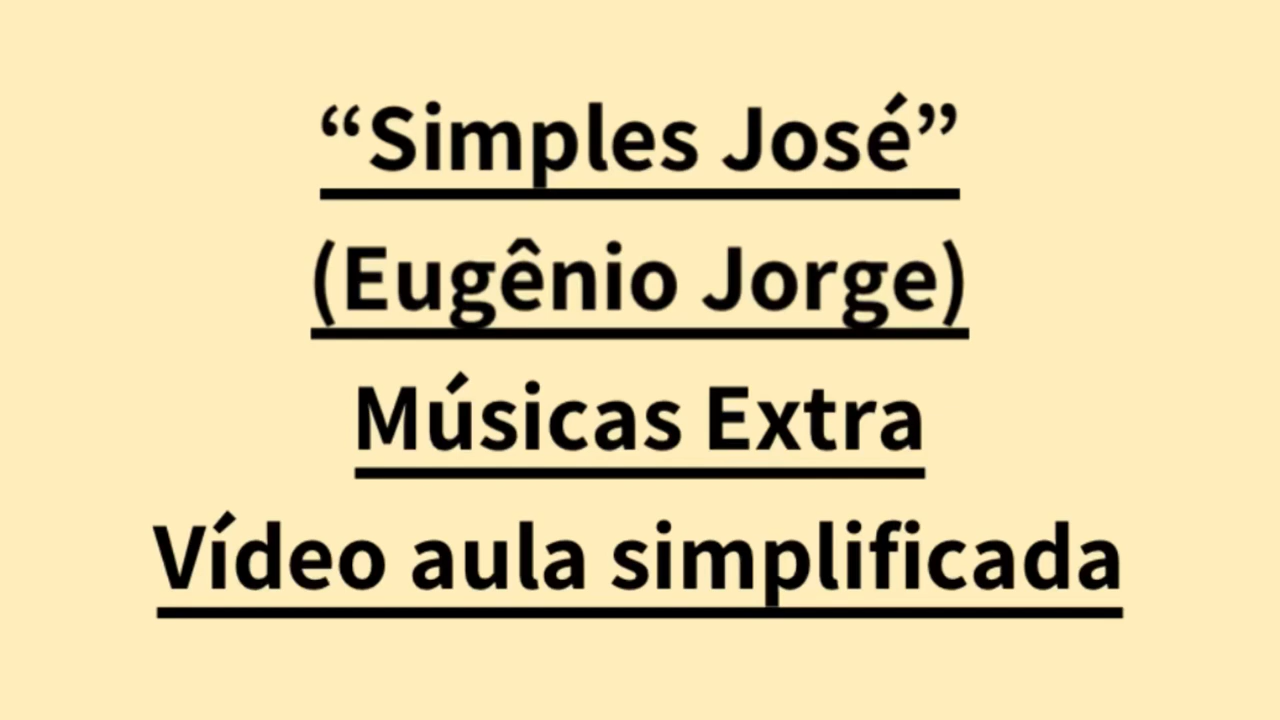 “Simples José”
(Eugênio Jorge)
Músicas Extra
Vídeo aula simplificada